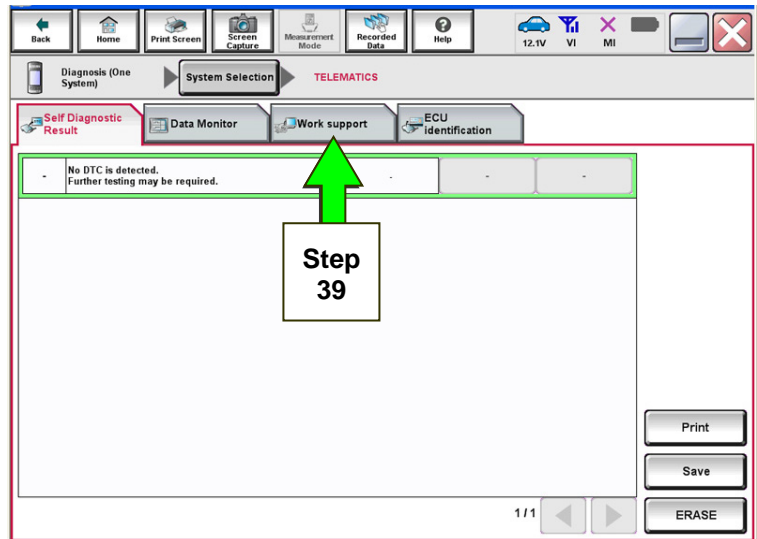 Back
Home
Print Screen
Screen
Capture
Measurement
Mode
Recorded
Data
Help
12.1V
VI
MI
Diagnosis (One
System)
System Selection
TELEMATICS
Self Diagnostic
Result
Data Monitor
Work support
ECU
identification
-
No DTC is detected.
Further testing may be required.
-
-
-
Step
39
Print
Save
1/1
ERASE